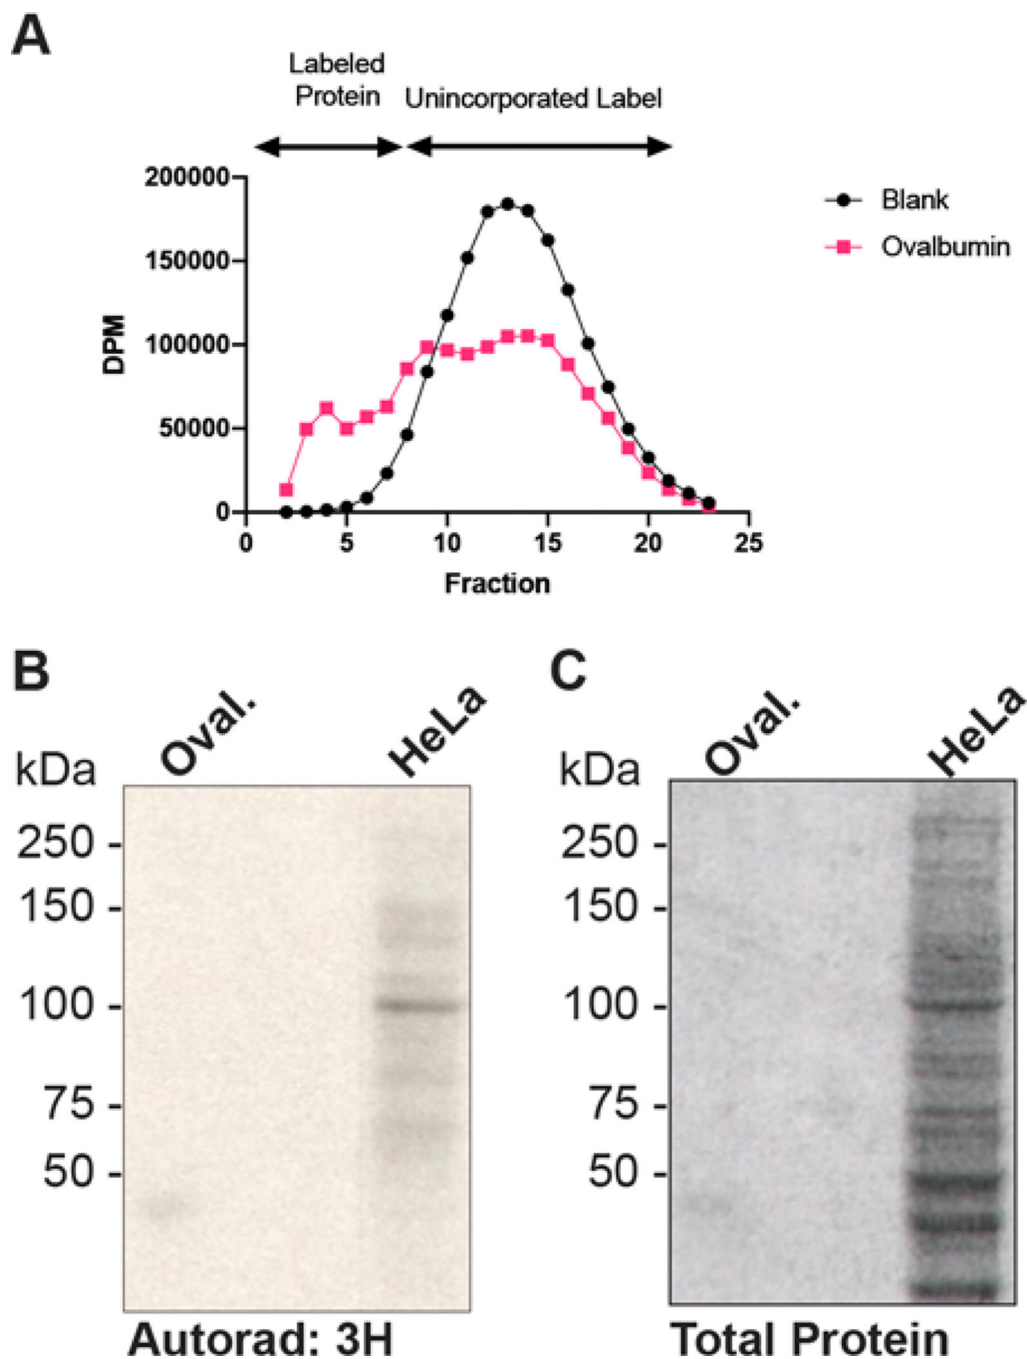 A
Labeled
Protein
Unincorporated Label
200000
150000
100000
50000
0
DPM
0 5 10 15 20 25
Fraction
Blank
Ovalbumin
B
Oval.
HeLa
kDa
250 -
150 -
100 -
75 -
50 -
Autorad: 3H
C
Oval.
HeLa
kDa
250 -
150 -
100 -
75 -
50 -
Total Protein